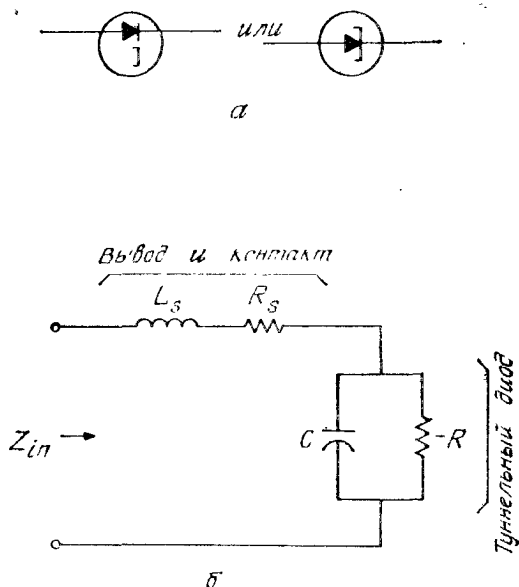 или
а
Вывод и контакт
L_s R_s
Z_in
C
-R
Туннельный диод
б